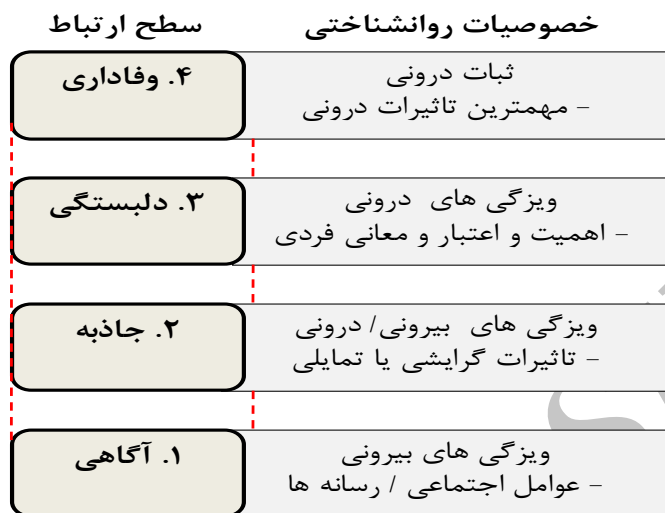 خصوصیات روانشناختی سطح ارتباط
ثبات درونی
- مهمترین تاثیرات درونی
۴. وفاداری
ویژگی های درونی
- اهمیت و اعتبار و معانی فردی
۳. دلبستگی
ویژگی های بیرونی/ درونی
- تاثیرات گرایشی یا تمایلی
۲. جاذبه
ویژگی های بیرونی
- عوامل اجتماعی / رسانه ها
۱. آگاهی